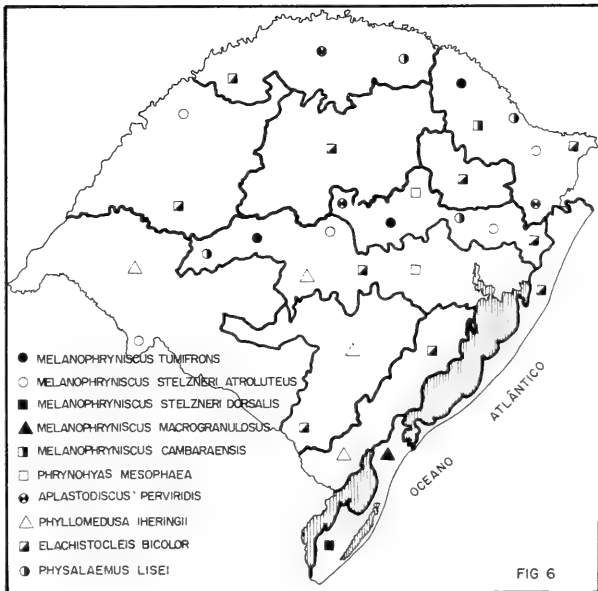 MELANOPHRYNISCUS TUMIFRONS
MELANOPHRYNISCUS STELZNERI ATROLUTEUS
MELANOPHRYNISCUS STELZNERI DORSALIS
MELANOPHRYNISCUS MACROGRANULOSUS
MELANOPHRYNISCUS CAMBARAENSIS
PHRYNOHYAS MESOPHAEA
APLASTODISCUS PERVIRIDIS
PHYLLOMEDUSA IHERINGII
ELACHISTOCLEIS BICOLOR
PHYSALAEMUS LISEI
OCEANO
ATLÂNTICO
FIG 6